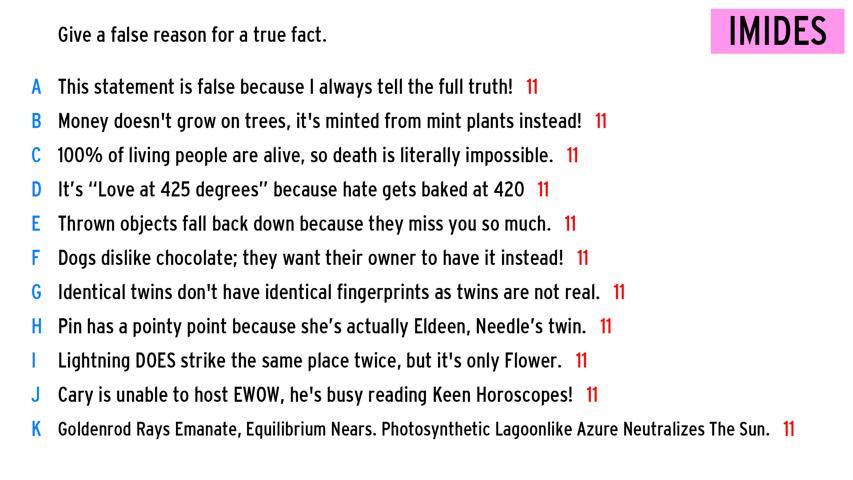 Give a false reason for a true fact.
IMIDES
A This statement is false because I always tell the full truth! 11
B Money doesn't grow on trees, it's minted from mint plants instead! 11
C 100% of living people are alive, so death is literally impossible. 11
D It’s “Love at 425 degrees” because hate gets baked at 420 11
E Thrown objects fall back down because they miss you so much. 11
F Dogs dislike chocolate; they want their owner to have it instead! 11
G Identical twins don't have identical fingerprints as twins are not real. 11
H Pin has a pointy point because she’s actually Eldeen, Needle’s twin. 11
I Lightning DOES strike the same place twice, but it's only Flower. 11
J Cary is unable to host EWOW, he's busy reading Keen Horoscopes! 11
K Goldenrod Rays Emanate, Equilibrium Nears. Photosynthetic Lagoonlike Azure Neutralizes The Sun. 11